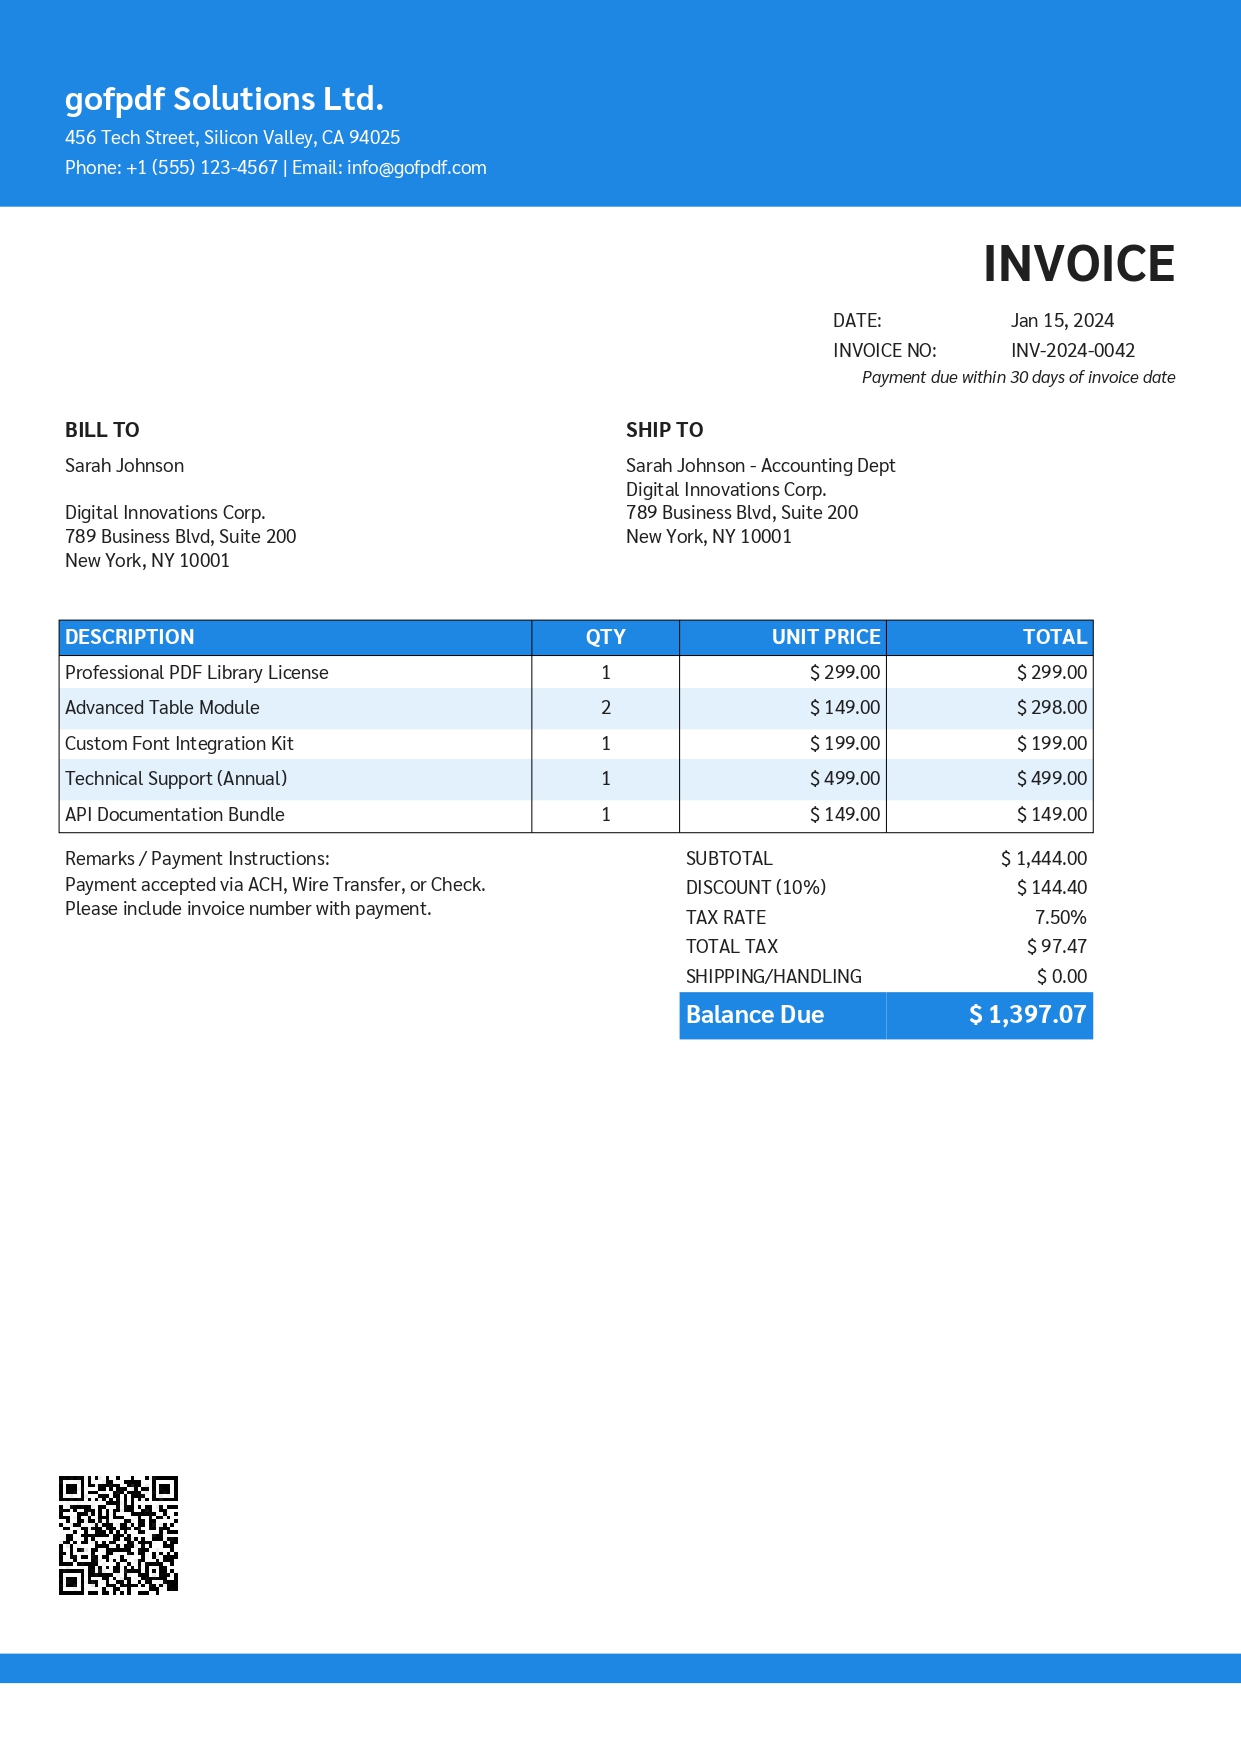 gofpdf Solutions Ltd.
456 Tech Street, Silicon Valley, CA 94025
Phone: +1 (555) 123-4567 | Email: info@gofpdf.com
INVOICE
DATE: Jan 15, 2024
INVOICE NO: INV-2024-0042
Payment due within 30 days of invoice date
BILL TO
Sarah Johnson
Digital Innovations Corp.
789 Business Blvd, Suite 200
New York, NY 10001
SHIP TO
Sarah Johnson - Accounting Dept
Digital Innovations Corp.
789 Business Blvd, Suite 200
New York, NY 10001
DESCRIPTION QTY UNIT PRICE TOTAL
Professional PDF Library License 1 $ 299.00 $ 299.00
Advanced Table Module 2 $ 149.00 $ 298.00
Custom Font Integration Kit 1 $ 199.00 $ 199.00
Technical Support (Annual) 1 $ 499.00 $ 499.00
API Documentation Bundle 1 $ 149.00 $ 149.00
Remarks / Payment Instructions:
Payment accepted via ACH, Wire Transfer, or Check.
Please include invoice number with payment.
SUBTOTAL $ 1,444.00
DISCOUNT (10%) $ 144.40
TAX RATE 7.50%
TOTAL TAX $ 97.47
SHIPPING/HANDLING $ 0.00
Balance Due $ 1,397.07